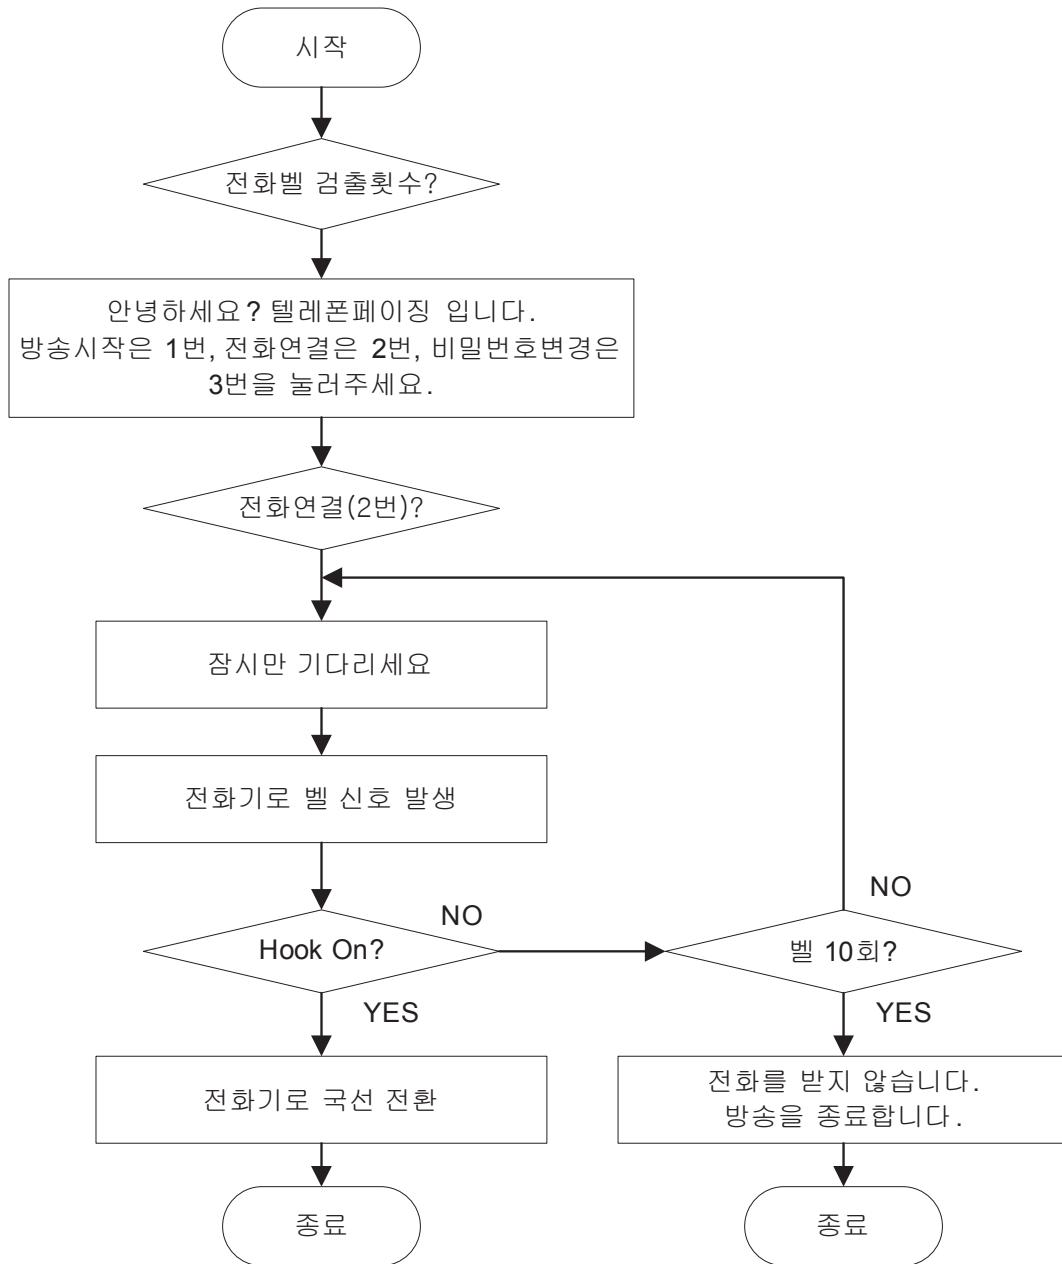 시작
전화벨 검출횟수?
안녕하세요? 텔레폰페이징 입니다.
방송시작은 1번, 전화연결은 2번, 비밀번호변경은
3번을 눌러주세요.
전화연결(2번)?
잠시만 기다리세요
전화기로 벨 신호 발생
Hook On?
NO
벨 10회?
NO
YES
YES
전화기로 국선 전환
전화를 받지 않습니다.
방송을 종료합니다.
종료
종료